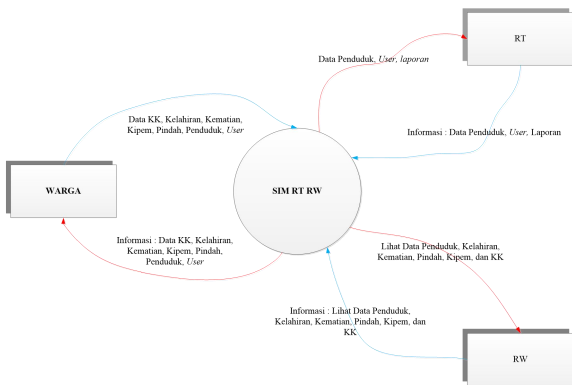 RT
Data Penduduk, User, laporan
Data KK, Kelahiran, Kematian,
Kipem, Pindah, Penduduk, User
Informasi : Data Penduduk, User, Laporan
WARGA
SIM RT RW
Informasi : Data KK, Kelahiran,
Kematian, Kipem, Pindah,
Penduduk, User
Lihat Data Penduduk, Kelahiran,
Kematian, Pindah, Kipem, dan KK
Informasi : Lihat Data Penduduk,
Kelahiran, Kematian, Pindah, Kipem, dan
KK
RW